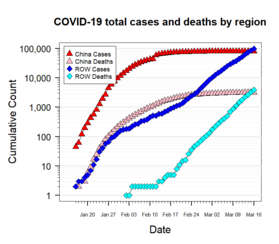 COVID-19 total cases and deaths by region
China Cases
China Deaths
ROW Cases
ROW Deaths
Cumulative Count
100,000
10,000
1,000
100
10
1
Jan 20
Jan 27
Feb 03
Feb 10
Feb 17
Feb 24
Mar 02
Mar 09
Mar 16
Date